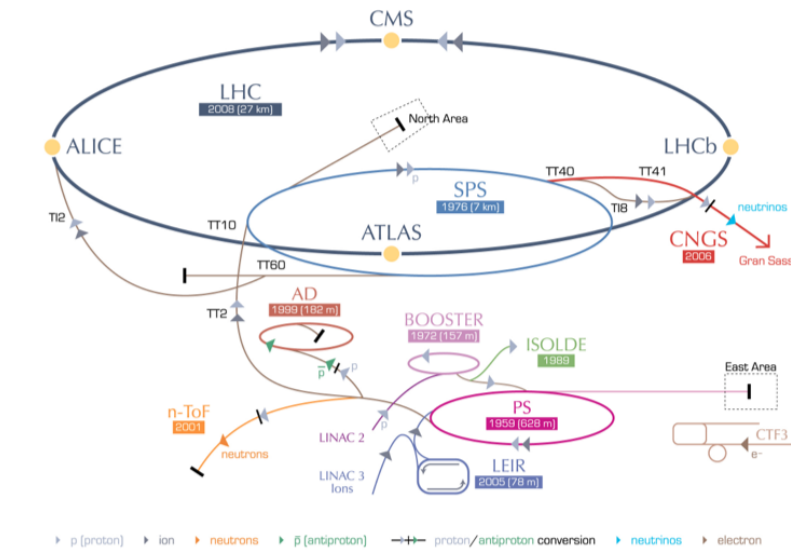 CMS
LHC
2008 (27 km)
North Area
ALICE
LHCb
p
TT40
TT41
SPS
1976 (7 km)
TI2
TI8
neutrinos
TT10
ATLAS
CNGS
2006
Gran Sass
TT60
AD
1999 (182 m)
TT2
BOOSTER
1972 (157 m)
ISOLDE
1989
p̄
p
East Area
n-ToF
2001
PS
1959 (628 m)
p
LINAC 2
neutrons
CTF3
e-
LEIR
2005 (78 m)
LINAC 3
Ions
p (proton)
ion
neutrons
p̄ (antiproton)
proton/antiproton conversion
neutrinos
electron